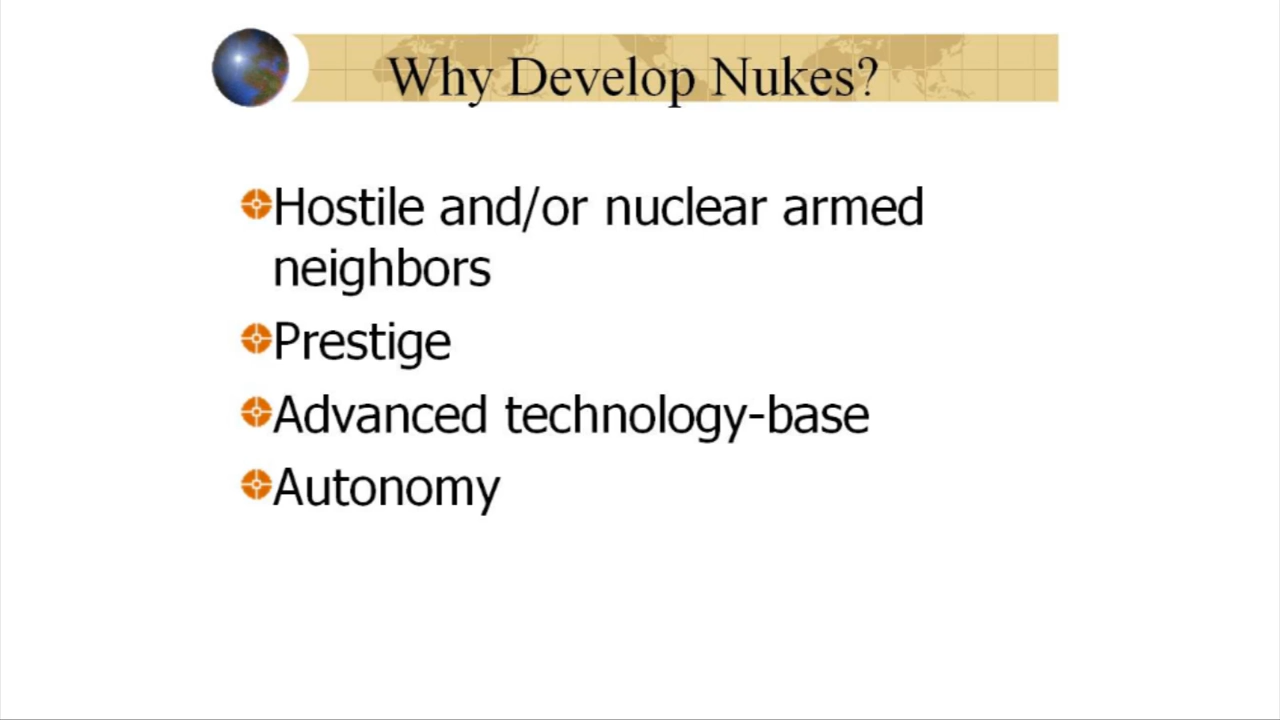 Why Develop Nukes?
Hostile and/or nuclear armed
neighbors
Prestige
Advanced technology-base
Autonomy